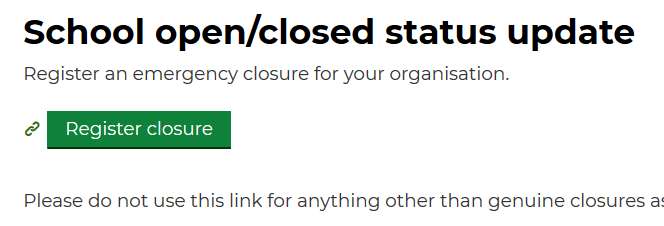 School open/closed status update
Register an emergency closure for your organisation.
Register closure
Please do not use this link for anything other than genuine closures as